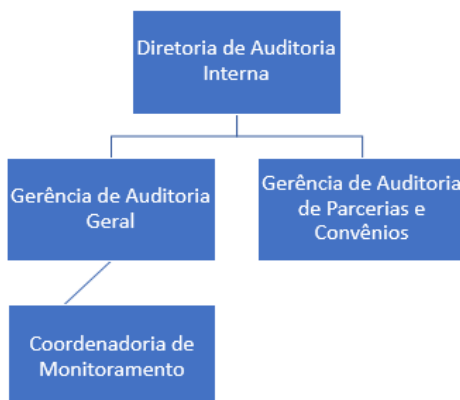 Diretoria de Auditoria
Interna
Gerência de Auditoria
Geral
Gerência de Auditoria
de Parcerias e
Convênios
Coordenadoria de
Monitoramento